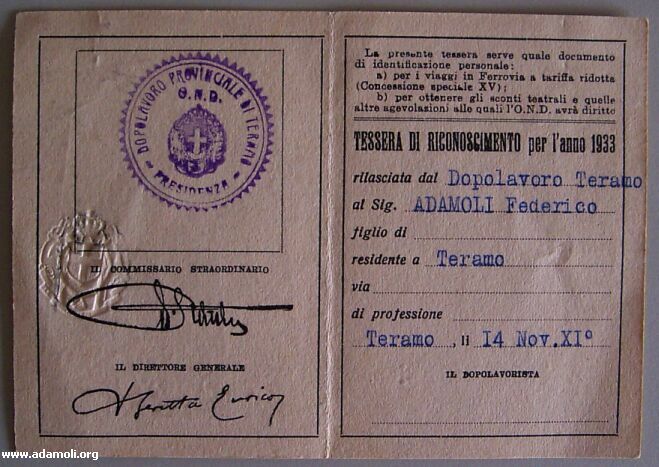 DOPOLAVORO PROVINCIALE DI TERAMO
O.N.D.
PRESIDENZA
IL COMMISSARIO STRAORDINARIO
IL DIRETTORE GENERALE
Beretta Enrico
La presente tessera serve quale documento
di identificazione personale:
a) per i viaggi in Ferrovia a tariffa ridotta
(Concessione speciale XV);
b) per ottenere gli sconti teatrali e quelle
altre agevolazioni alle quali l'O.N.D. avrà diritto
TESSERA DI RICONOSCIMENTO per l'anno 1933
rilasciata dal Dopolavoro Teramo
al Sig. ADAMOLI Federico
figlio di
residente a Teramo
via
di professione
Teramo, li 14 Nov.XI°
IL DOPOLAVORISTA
www.adamoli.org